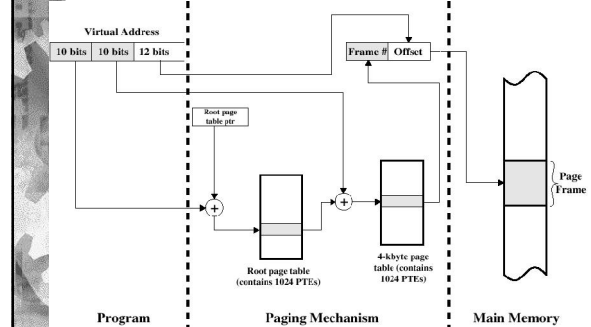 Virtual Address
10 bits 10 bits 12 bits
Frame # Offset
Root page
table ptr
+
+
Page
Frame
Root page table
(contains 1024 PTEs)
4-kbyte page
table (contains
1024 PTEs)
Program Paging Mechanism Main Memory